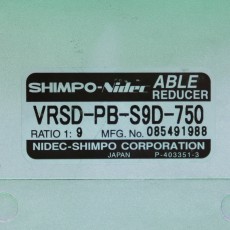 SHIMPO-Nidec ABLE
REDUCER
VRSD-PB-S9D-750
RATIO 1: 9 MFG. No. 085491988
NIDEC-SHIMPO CORPORATION
JAPAN P-403351-3